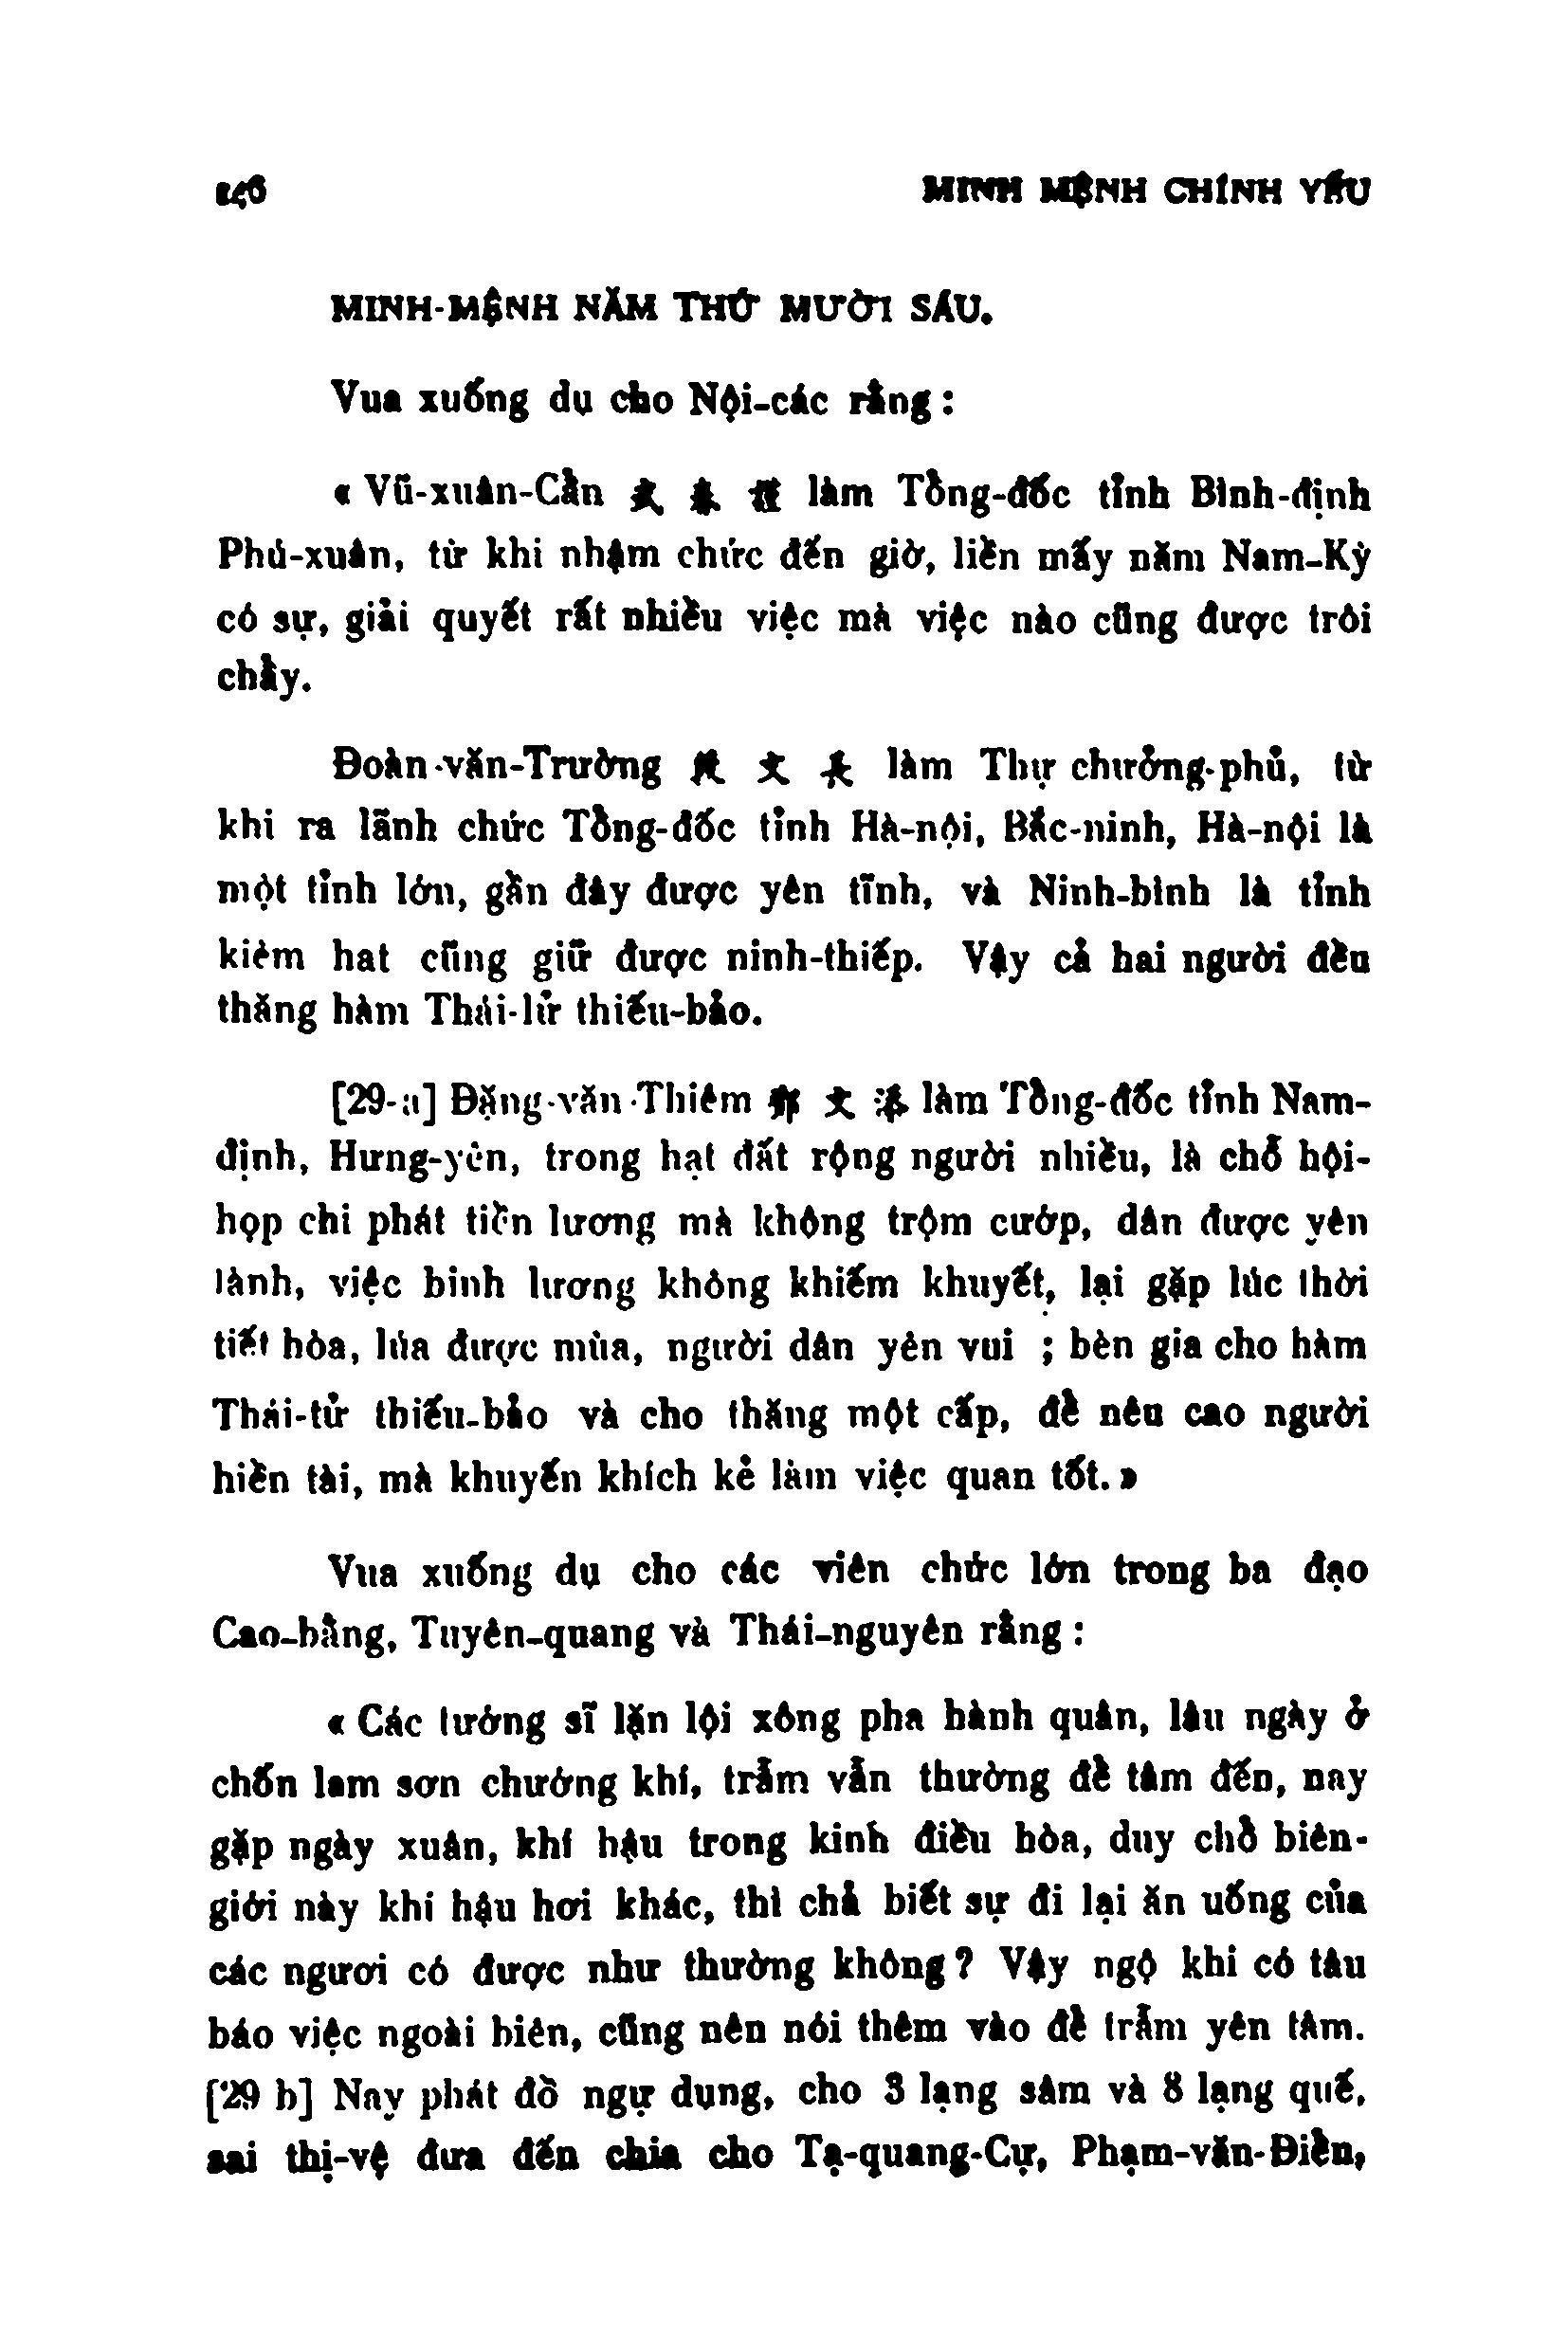 146 MINH MỆNH CHÍNH YẾU
MINH-MỆNH NĂM THỨ MƯỜI SÁU.
Vua xuống dụ cho Nội-các rằng :
« Vũ-xuân-Cẩn làm Tổng-đốc tỉnh Bình-định
Phú-xuân, từ khi nhậm chức đến giờ, liền mấy năm Nam-Kỳ
có sự, giải quyết rất nhiều việc mà việc nào cũng được trôi
chảy.
Đoàn-văn-Trường 段 文 長 làm Thự chưởng-phủ, từ
khi ra lãnh chức Tổng-đốc tỉnh Hà-nội, Bắc-ninh, Hà-nội là
một tỉnh lớn, gần đây được yên tĩnh, và Ninh-bình là tỉnh
kiêm hat cũng giữ được ninh-thiếp. Vậy cả hai người đều
thăng hàm Thái-tử thiếu-bảo.
[29-a] Đặng-văn-Thiêm 鄧 文 添 làm Tổng-đốc tỉnh Nam-
định, Hưng-yên, trong hạt đất rộng người nhiều, là chỗ hội-
họp chi phát tiền lương mà không trộm cướp, dân được yên
lành, việc binh lương không khiếm khuyết, lại gặp lúc thời
tiết hòa, lúa được mùa, người dân yên vui ; bèn gia cho hàm
Thái-tử thiếu-bảo và cho thăng một cấp, để nêu cao người
hiền tài, mà khuyến khích kẻ làm việc quan tốt. »
Vua xuống dụ cho các viên chức lớn trong ba đạo
Cao-bằng, Tuyên-quang và Thái-nguyên rằng :
« Các tướng sĩ lặn lội xông pha hành quân, lâu ngày ở
chốn lam sơn chướng khí, trẫm vẫn thường để tâm đến, nay
gặp ngày xuân, khí hậu trong kinh điều hòa, duy chỗ biên-
giới này khí hậu hơi khác, thì chả biết sự đi lại ăn uống của
các ngươi có được như thường không ? Vậy ngộ khi có tâu
báo việc ngoài biên, cũng nên nói thêm vào để trẫm yên tâm.
[29 b] Nay phát đồ ngự dụng, cho 3 lạng sâm và 8 lạng quế,
sai thị-vệ đưa đến chia cho Tạ-quang-Cự, Phạm-văn-Điển,